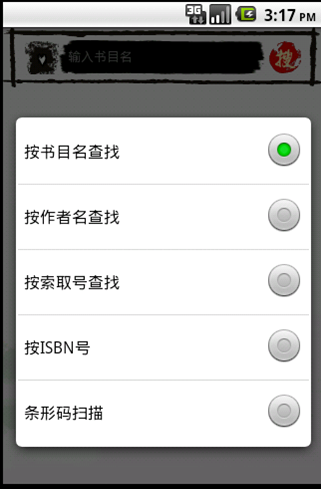 3G 3:17 PM
输入书目名 搜
按书目名查找
按作者名查找
按索取号查找
按ISBN号
条形码扫描